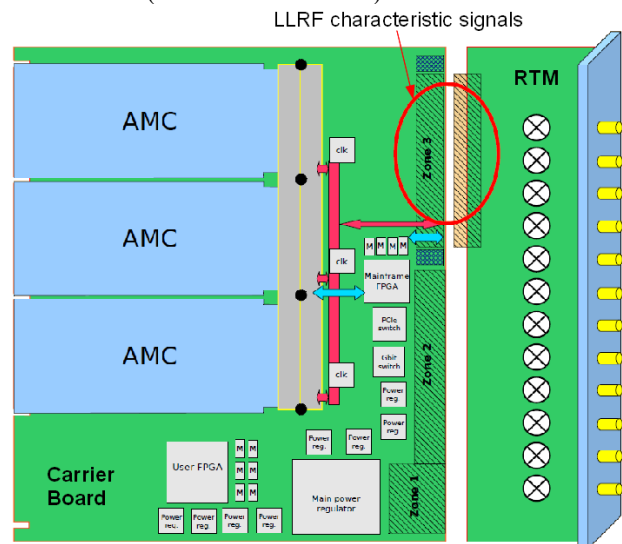 LLRF characteristic signals
RTM
AMC
AMC
AMC
clk
clk
clk
Zone 3
M M M M
Mainframe
FPGA
PCIe
switch
Gbit
switch
Zone 2
Power
reg.
Power
reg.
Power
reg.
Power
reg.
User FPGA
M M
M M
M M
Main power
regulator
Zone 1
Carrier
Board
Power
reg.
Power
reg.
Power
reg.
Power
reg.